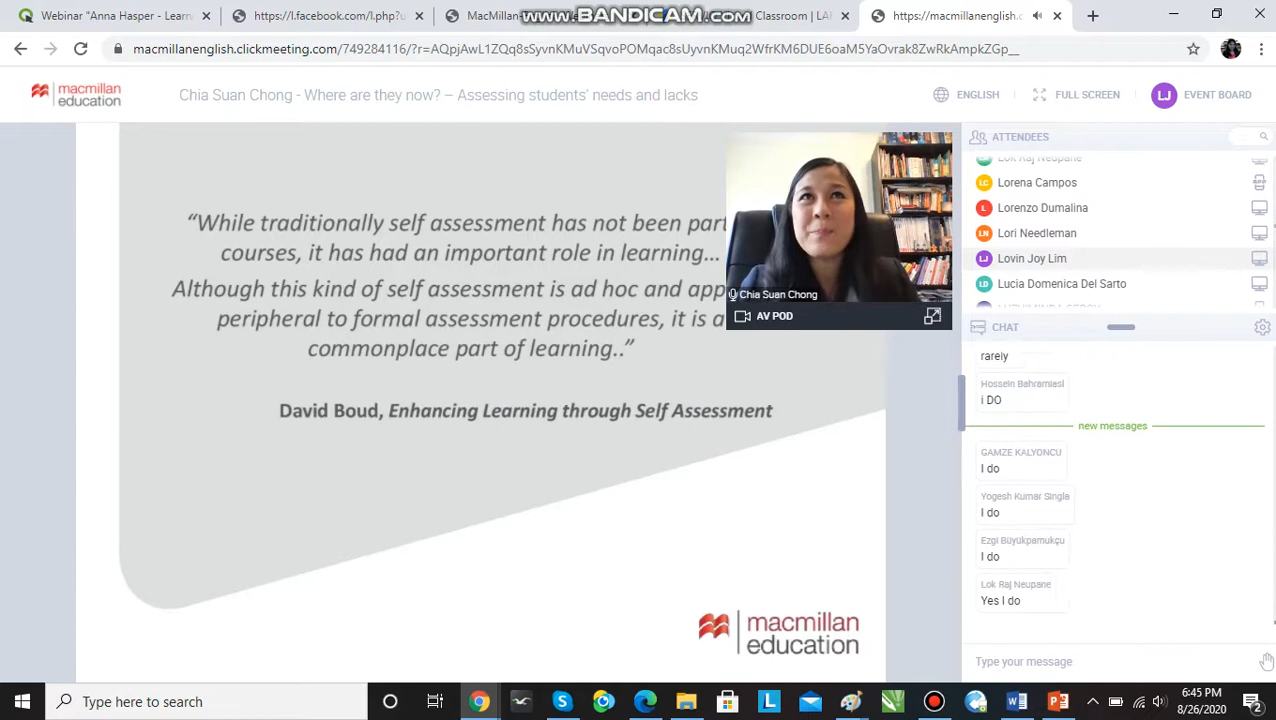 Webinar "Anna Hasper - Learn
https://l.facebook.com/l.php?
MacMillan
www.BANDICAM.com
Classroom | LA
https://macmillanenglish.c
macmillanenglish.clickmeeting.com/749284116/?r=AQpjAwL1ZQq8sSyvnKMuVSqvoPOMqac8sUyvnKMuq2WfrKM6DUE6oaM5YaOvrak8ZwRkAmpkZGp__
macmillan education
Chia Suan Chong - Where are they now? – Assessing students' needs and lacks
ENGLISH
FULL SCREEN
LJ
EVENT BOARD
“While traditionally self assessment has not been part
courses, it has had an important role in learning…
Although this kind of self assessment is ad hoc and app
peripheral to formal assessment procedures, it is a
commonplace part of learning..”
David Boud, Enhancing Learning through Self Assessment
macmillan
education
Chia Suan Chong
AV POD
ATTENDEES
Lok Raj Neupane
LC Lorena Campos
L Lorenzo Dumalina
LN Lori Needleman
LJ Lovin Joy Lim
LD Lucia Domenica Del Sarto
CHAT
rarely
Hossein Bahramiasl
i DO
new messages
GAMZE KALYONCU
I do
Yogesh Kumar Singla
I do
Ezgi Büyükpamukçu
I do
Lok Raj Neupane
Yes I do
Type your message
Type here to search
6:45 PM
8/26/2020
2